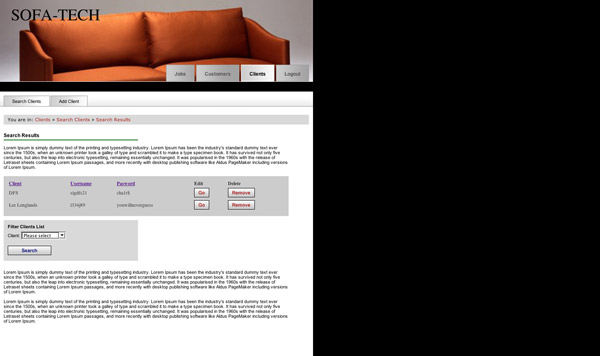 SOFA-TECH
Jobs Customers Clients Logout
Search Clients Add Client
You are in: Clients » Search Clients » Search Results
Search Results
Lorem Ipsum is simply dummy text of the printing and typesetting industry. Lorem Ipsum has been the industry's standard dummy text ever
since the 1500s, when an unknown printer took a galley of type and scrambled it to make a type specimen book. It has survived not only five
centuries, but also the leap into electronic typesetting, remaining essentially unchanged. It was popularised in the 1960s with the release of
Letraset sheets containing Lorem Ipsum passages, and more recently with desktop publishing software like Aldus PageMaker including versions
of Lorem Ipsum.
Client Username Password Edit Delete
DFS Go Remove
Go Remove
Filter Clients List
Client: Please select
Search
Lorem Ipsum is simply dummy text of the printing and typesetting industry. Lorem Ipsum has been the industry's standard dummy text ever
since the 1500s, when an unknown printer took a galley of type and scrambled it to make a type specimen book. It has survived not only five
centuries, but also the leap into electronic typesetting, remaining essentially unchanged. It was popularised in the 1960s with the release of
Letraset sheets containing Lorem Ipsum passages, and more recently with desktop publishing software like Aldus PageMaker including versions
of Lorem Ipsum.
Lorem Ipsum is simply dummy text of the printing and typesetting industry. Lorem Ipsum has been the industry's standard dummy text ever
since the 1500s, when an unknown printer took a galley of type and scrambled it to make a type specimen book. It has survived not only five
centuries, but also the leap into electronic typesetting, remaining essentially unchanged. It was popularised in the 1960s with the release of
Letraset sheets containing Lorem Ipsum passages, and more recently with desktop publishing software like Aldus PageMaker including versions
of Lorem Ipsum.